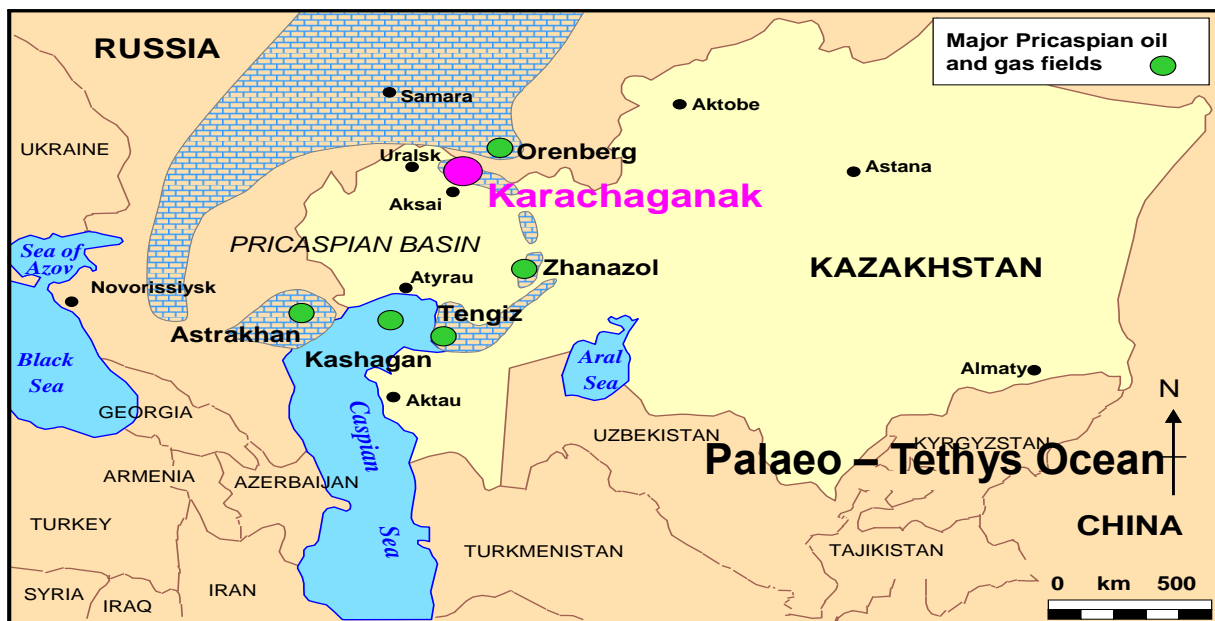 RUSSIA
Major Pricaspian oil
and gas fields
Samara
Aktobe
UKRAINE
Orenberg
Uralsk
Astana
Karachaganak
Aksai
PRICASPIAN BASIN
Sea of
Azov
Zhanazol
KAZAKHSTAN
Atyrau
Novorissiysk
Tengiz
Astrakhan
Kashagan
Black
Sea
Aral
Sea
Almaty
N
Aktau
GEORGIA
Caspian
Sea
UZBEKISTAN
KYRGYZSTAN
Palaeo – Tethys Ocean
ARMENIA
AZERBAIJAN
TURKEY
CHINA
TURKMENISTAN
TAJIKISTAN
SYRIA
IRAQ
IRAN
0 km 500